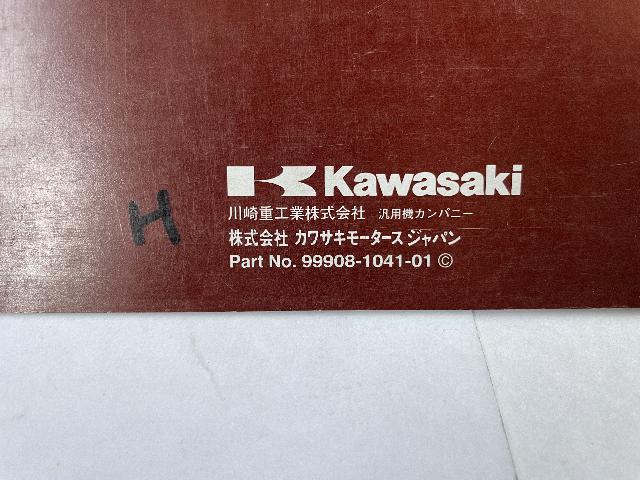 Kawasaki
川崎重工業株式会社 汎用機カンパニー
株式会社 カワサキモータース ジャパン
Part No. 99908-1041-01 ©
H